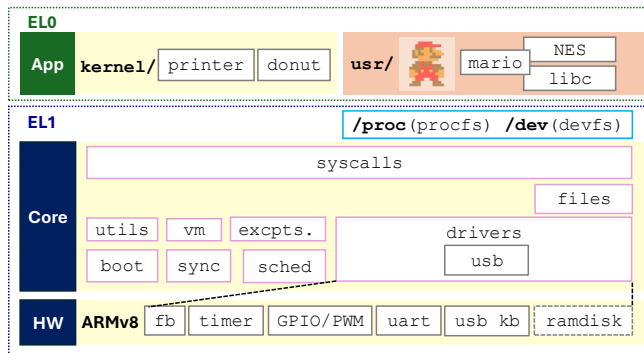 EL0
App
kernel/ printer donut
usr/ mario NES
libc
EL1
/proc(procfs) /dev(devfs)
Core
syscalls
files
utils vm excpts. drivers
boot sync sched usb
HW
ARMv8 fb timer GPIO/PWM uart usb kb ramdisk